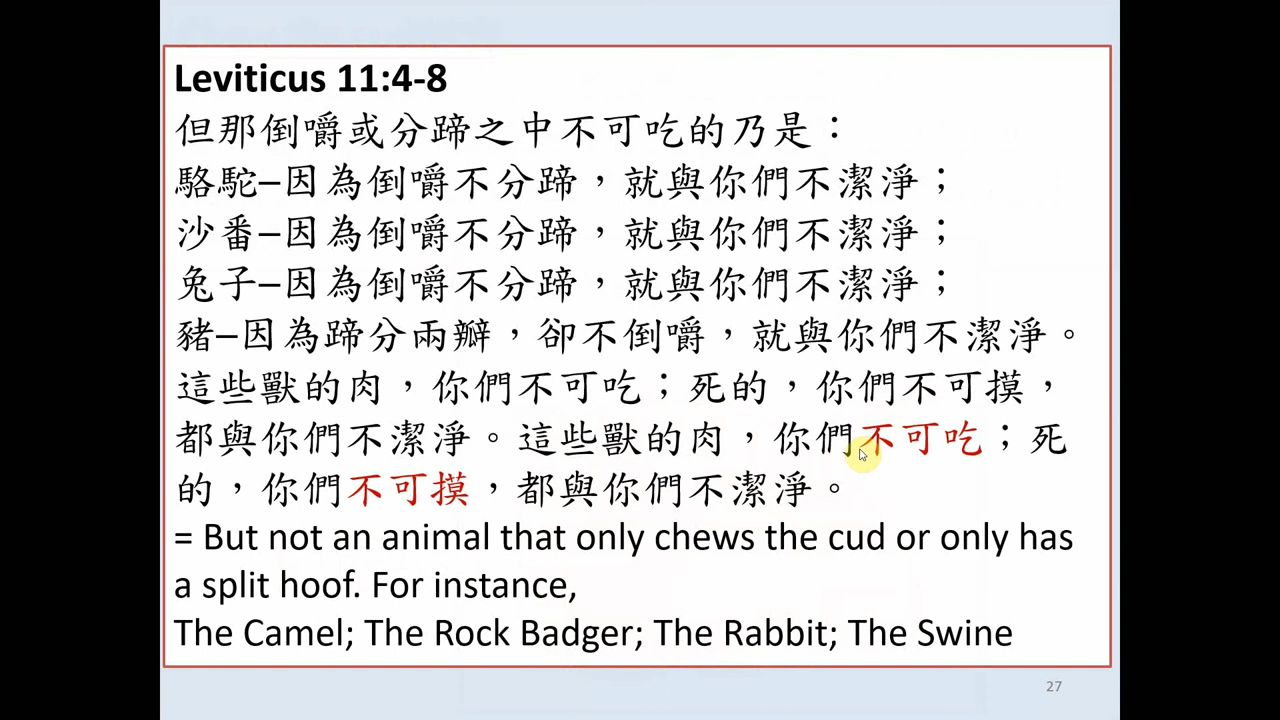 Leviticus 11:4-8
但那倒嚼或分蹄之中不可吃的乃是：
駱駝–因為倒嚼不分蹄，就與你們不潔淨；
沙番–因為倒嚼不分蹄，就與你們不潔淨；
兔子–因為倒嚼不分蹄，就與你們不潔淨；
豬–因為蹄分兩瓣，卻不倒嚼，就與你們不潔淨。
這些獸的肉，你們不可吃；死的，你們不可摸，
都與你們不潔淨。這些獸的肉，你們不可吃；死
的，你們不可摸，都與你們不潔淨。
= But not an animal that only chews the cud or only has
a split hoof. For instance,
The Camel; The Rock Badger; The Rabbit; The Swine
27